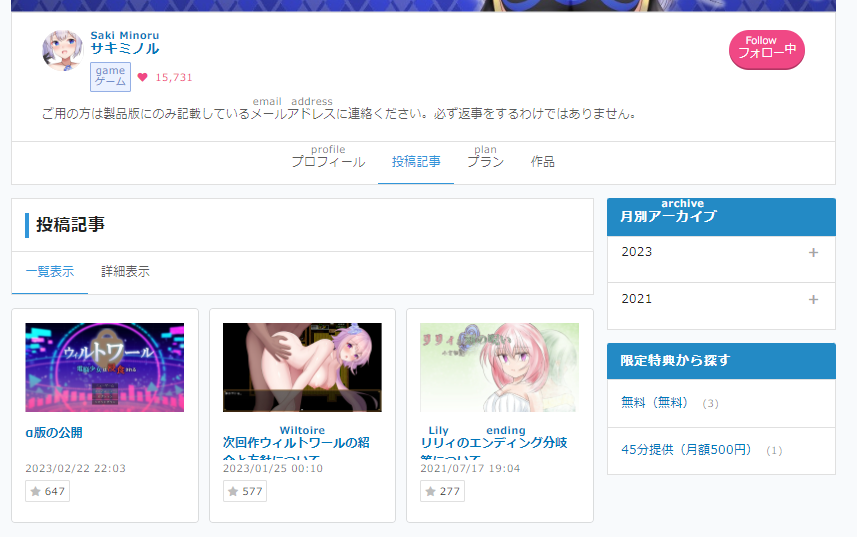 Saki Minoru
サキミノル
game
ゲーム
15,731
Follow
フォロー中
email address
ご用の方は製品版にのみ記載しているメールアドレスに連絡ください。必ず返事をするわけではありません。
profile
プロフィール
投稿記事
plan
プラン
作品
投稿記事
一覧表示
詳細表示
ウィルトワール
α版の公開
2023/02/22 22:03
647
Wiltoire
次回作ウィルトワールの紹
介と方針について
2023/01/25 00:10
577
Lily ending
リリィのエンディング分岐
等について
2021/07/17 19:04
277
archive
月別アーカイブ
2023
2021
限定特典から探す
無料（無料） (3)
45分提供（月額500円） (1)